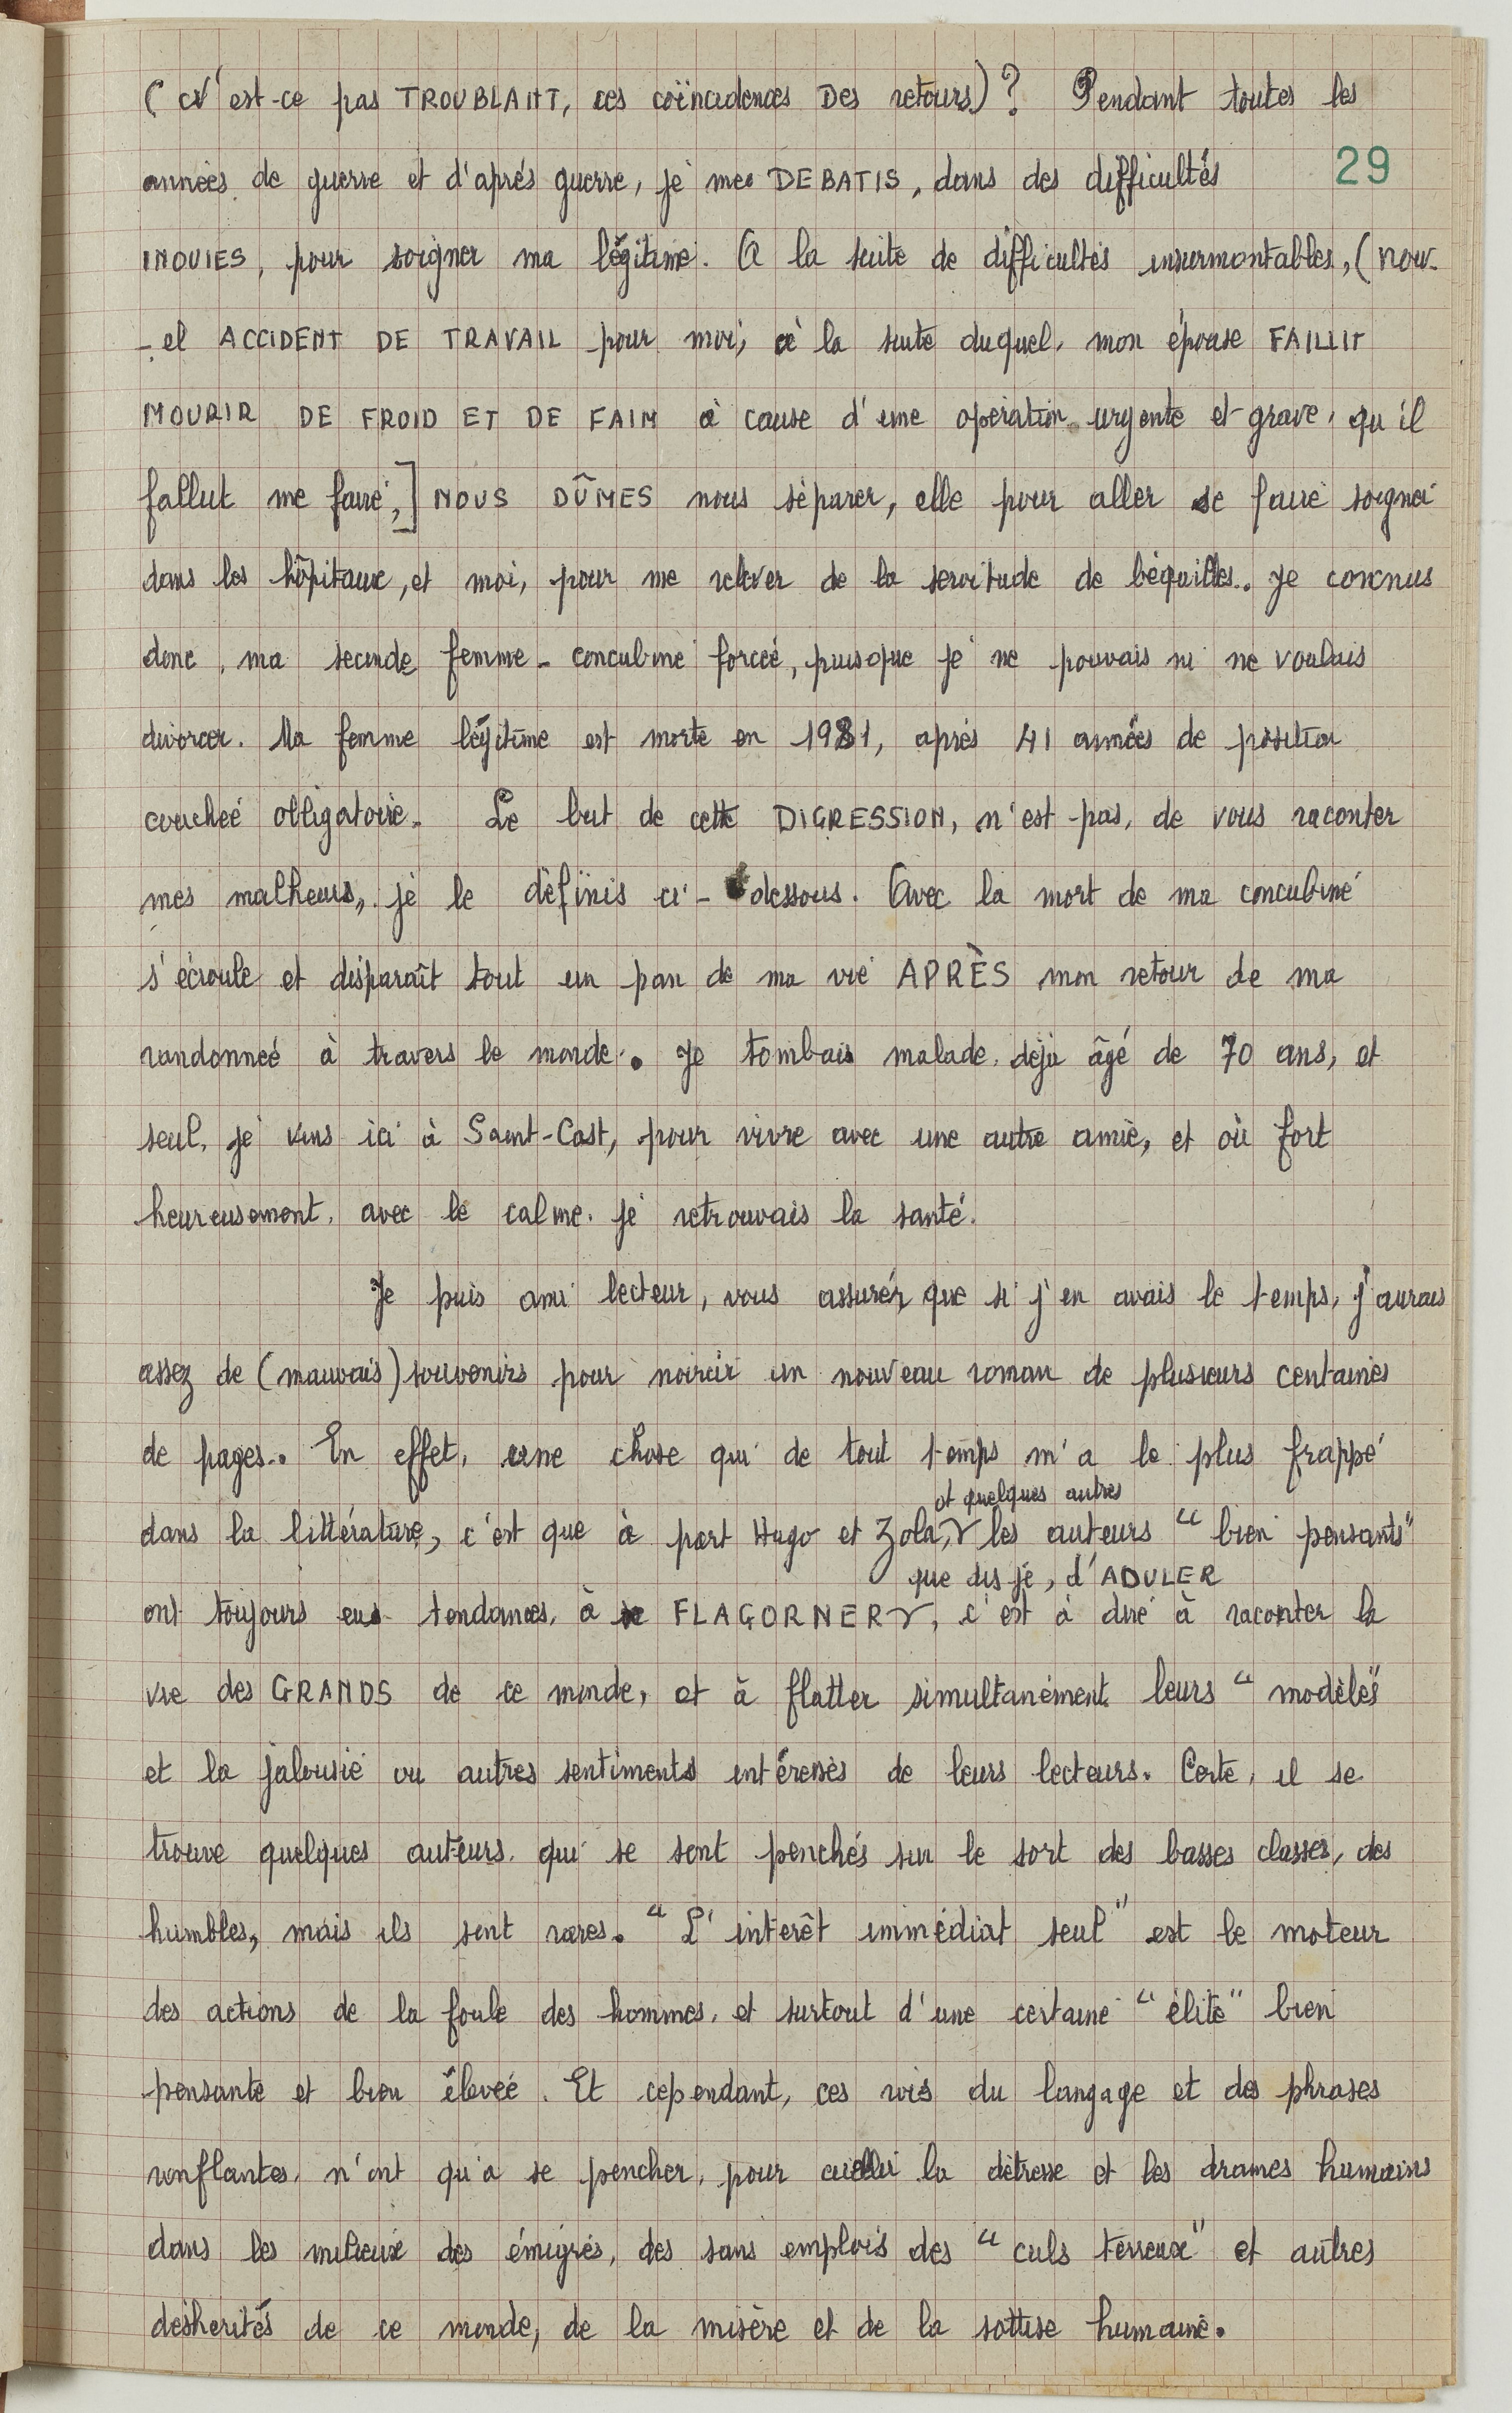 (N'est-ce pas TROUBLANT, ces coïncidences Des retours)? Pendant toutes les
années de guerre et d'aprés guerre, je me DEBATIS, dans des difficultés
29
INOUIES, pour soigner ma légitime. A la suite de difficultés insurmontables, (nouv-
-el ACCIDENT DE TRAVAIL pour moi, à la suite duquel, mon épouse FAILLIT
MOURIR DE FROID ET DE FAIM à cause d'une opération urgente et grave, qu'il
fallut me faire,] NOUS DÛMES nous séparer, elle pour aller se faire soigner
dans les hôpitaux, et moi, pour me relever de la servitude de béquilles.. Je connus
donc, ma seconde femme - concubine forcée, puisque je ne pouvais ni ne voulais
divorcer. Ma femme légitime est morte en 1981, aprés 41 années de position
couchée obligatoire. Le but de cette DIGRESSION, n'est-pas, de vous raconter
mes malheurs, je le définis ci-dessous. Avec la mort de ma concubine
s'écroule et disparaît tout un pan de ma vie APRÈS mon retour de ma
randonneé à travers le monde. Je tombais malade, déjà âgé de 70 ans, et
seul, je vins ici à Saint-Cast, pour vivre avec une autre amie, et où fort
heureusement, avec le calme, je retrouvais la santé.
Je puis ami lecteur, vous assurer que si j'en avais le temps, j'aurais
assez de (mauvais) souvenirs pour noircir un nouveau roman de plusieurs centaines
de pages.. En effet, une chose qui de tout temps m'a le plus frappé
et quelques autres
dans la littérature, c'est que à part Hugo et Zola, les auteurs "bien pensants"
que dis je, d'ADULER
ont toujours eus tendances, à FLAGORNER, c'est à dire à raconter la
vie des GRANDS de ce monde, et à flatter simultanément leurs "modèles"
et la jalousie ou autres sentiments intéressés de leurs lecteurs. Certe, il se
trouve quelques auteurs, qui se sont penchés sur le sort des basses classes, des
humbles, mais ils sont rares. "L'intérêt immédiat seul" est le moteur
des actions de la foule des hommes, et surtout d'une certaine "élite" bien
pensante et bien élevée. Et cependant, ces rois du langage et des phrases
ronflantes, n'ont qu'a se pencher, pour cueillir la détresse et les drames humains
dans les milieux des émigrés, des sans emplois des "culs terreux" et autres
déshérités de ce monde, de la misère et de la sottise humaine.